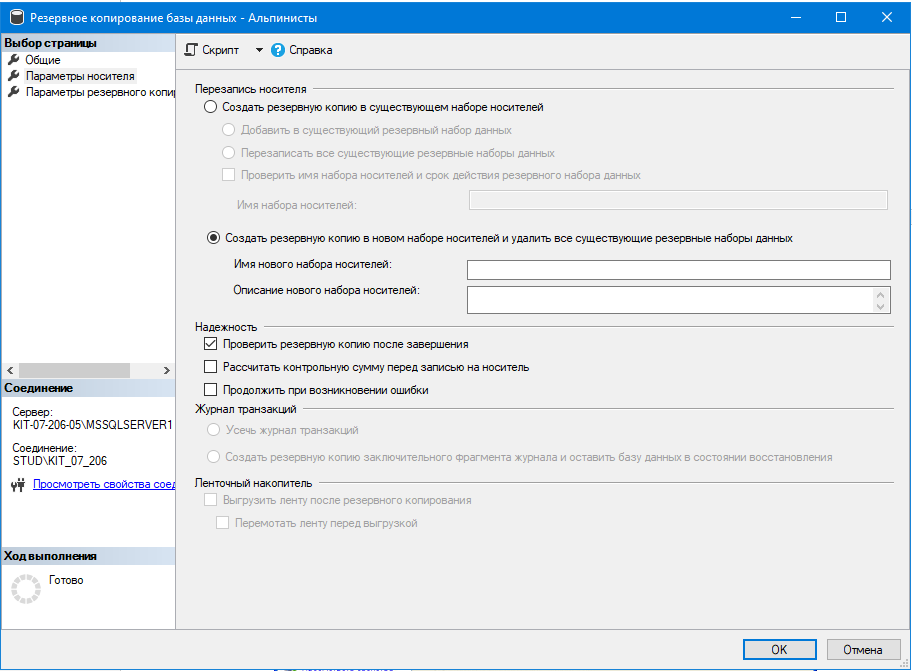 Резервное копирование базы данных - Альпинисты
Выбор страницы
Общие
Параметры носителя
Параметры резервного копи
Скрипт
Справка
Перезапись носителя
Создать резервную копию в существующем наборе носителей
Добавить в существующий резервный набор данных
Перезаписать все существующие резервные наборы данных
Проверить имя набора носителей и срок действия резервного набора данных
Имя набора носителей:
Создать резервную копию в новом наборе носителей и удалить все существующие резервные наборы данных
Имя нового набора носителей:
Описание нового набора носителей:
Надежность
Проверить резервную копию после завершения
Рассчитать контрольную сумму перед записью на носитель
Продолжить при возникновении ошибки
Журнал транзакций
Усечь журнал транзакций
Создать резервную копию заключительного фрагмента журнала и оставить базу данных в состоянии восстановления
Ленточный накопитель
Выгрузить ленту после резервного копирования
Перемотать ленту перед выгрузкой
Соединение
Сервер:
KIT-07-206-05\MSSQLSERVER1
Соединение:
STUD\KIT_07_206
Просмотреть свойства соед
Ход выполнения
Готово
OK
Отмена